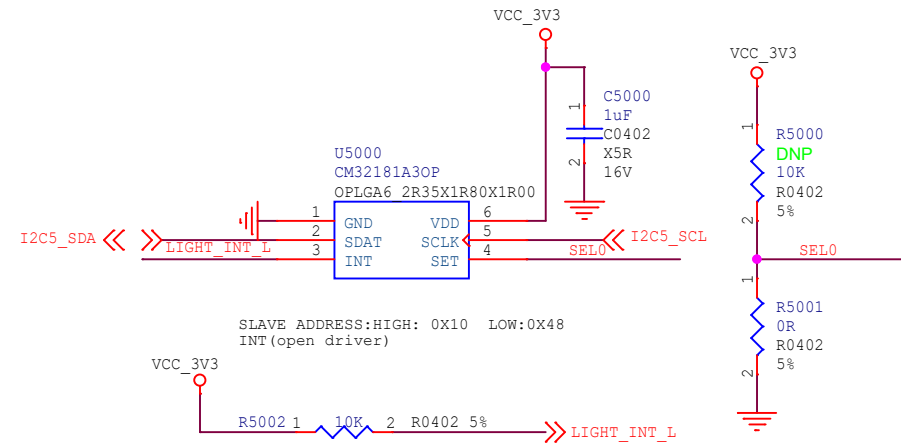 VCC_3V3
VCC_3V3
1
C5000
1uF
C0402
X5R
16V
2
1
R5000
DNP
10K
R0402
5%
2
U5000
CM32181A3OP
OPLGA6 2R35X1R80X1R00
1 GND VDD 6
I2C5_SDA 2 SDAT SCLK 5 I2C5_SCL
LIGHT_INT_L
3 INT SET 4 SEL0
SEL0
1
R5001
0R
R0402
5%
2
SLAVE ADDRESS:HIGH: 0X10 LOW:0X48
INT(open driver)
VCC_3V3
R5002 1 10K 2 R0402 5%
LIGHT_INT_L